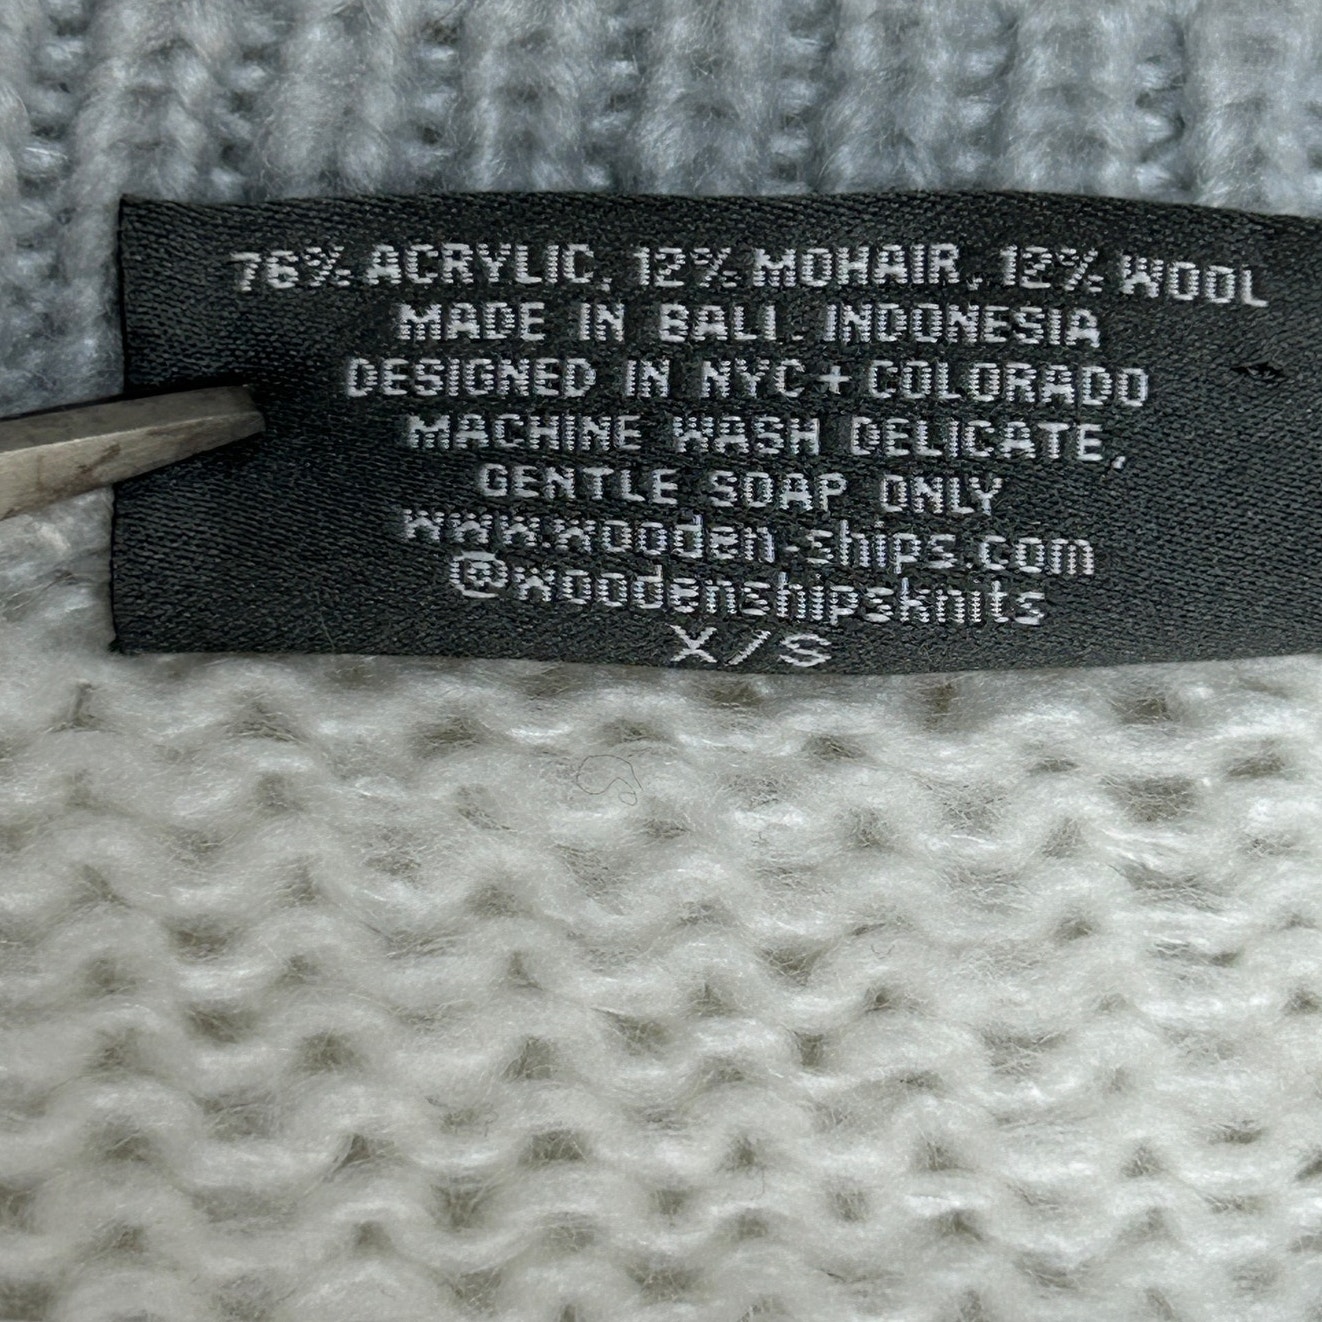 76% ACRYLIC, 12% MOHAIR, 12% WOOL
MADE IN BALI, INDONESIA
DESIGNED IN NYC + COLORADO
MACHINE WASH DELICATE,
GENTLE SOAP ONLY
www.wooden-ships.com
@woodenshipsknits
X/S